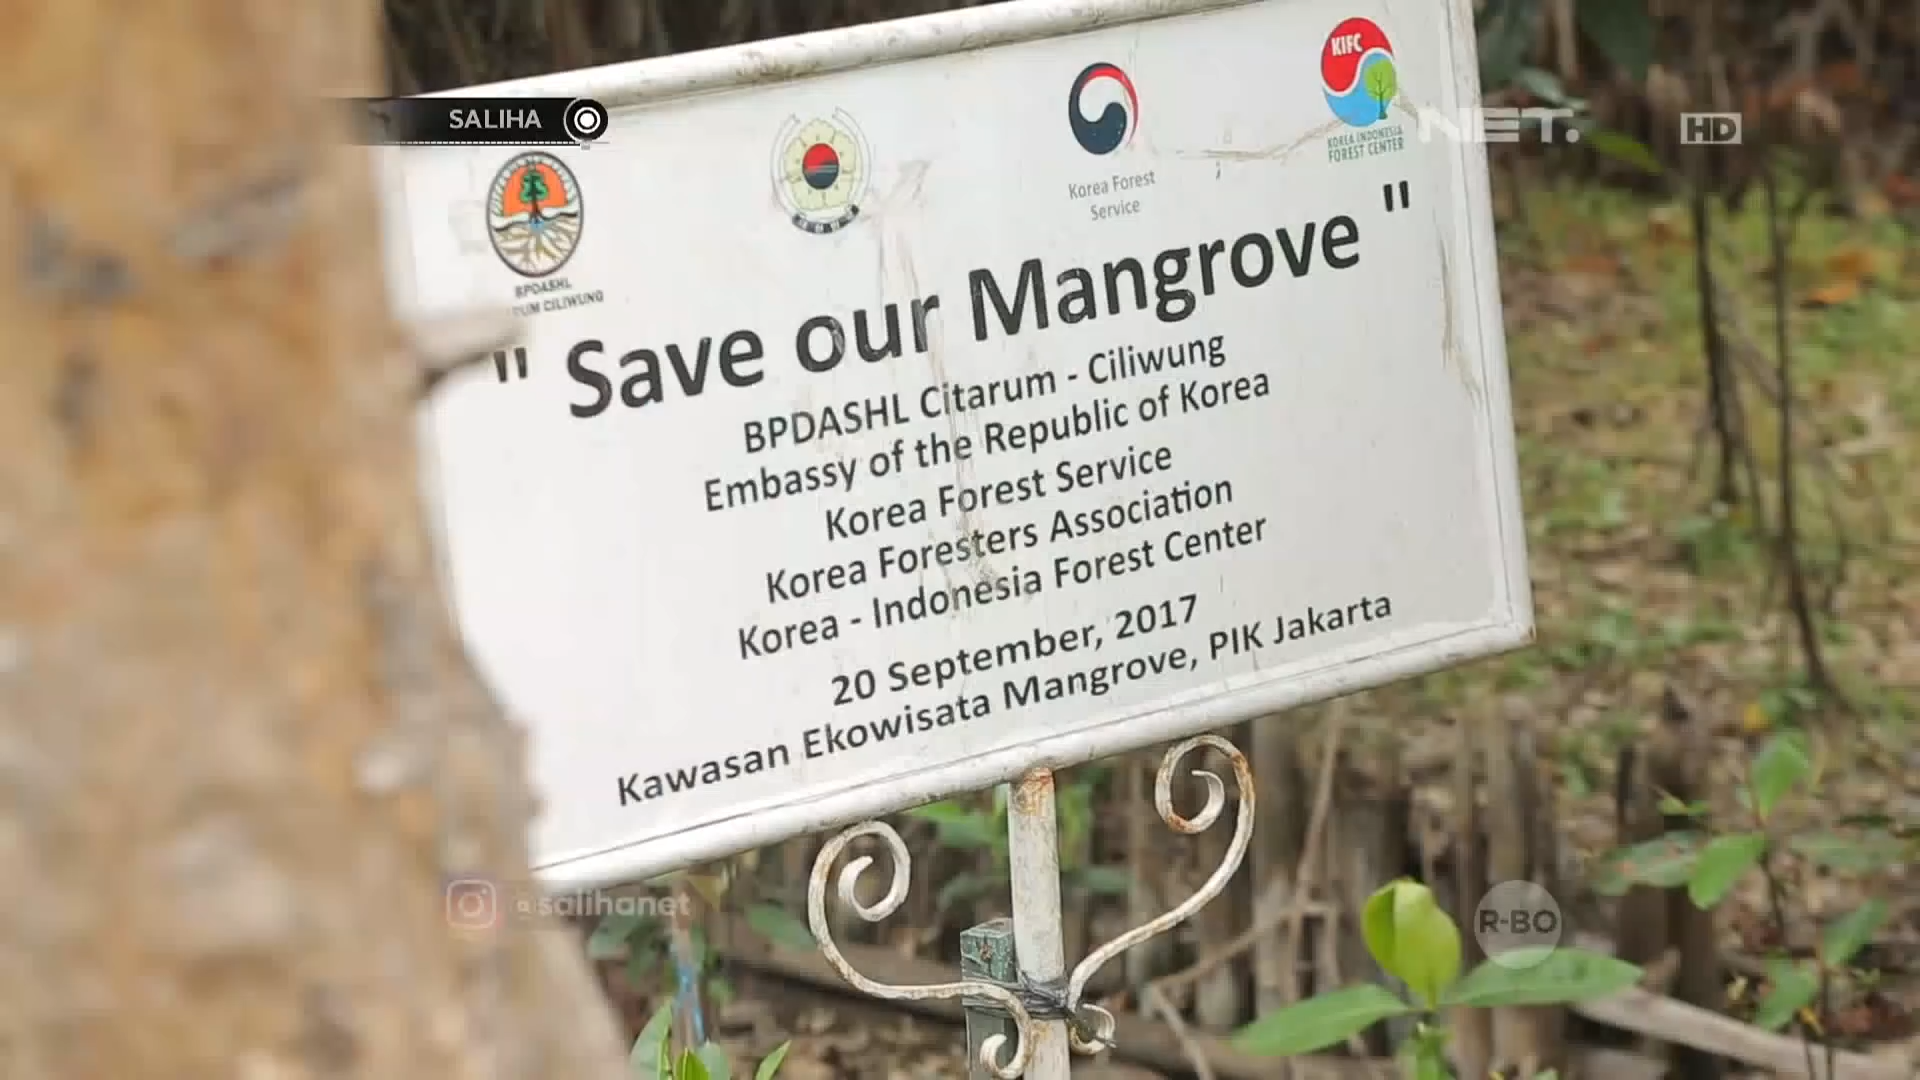 SALIHA
NET.
HD
KIFC
KOREA INDONESIA
FOREST CENTER
Korea Forest
Service
BPDASHL
CILIWUNG
" Save our Mangrove "
BPDASHL Citarum - Ciliwung
Embassy of the Republic of Korea
Korea Forest Service
Korea Foresters Association
Korea - Indonesia Forest Center
20 September, 2017
Kawasan Ekowisata Mangrove, PIK Jakarta
@salihanet
R-BO